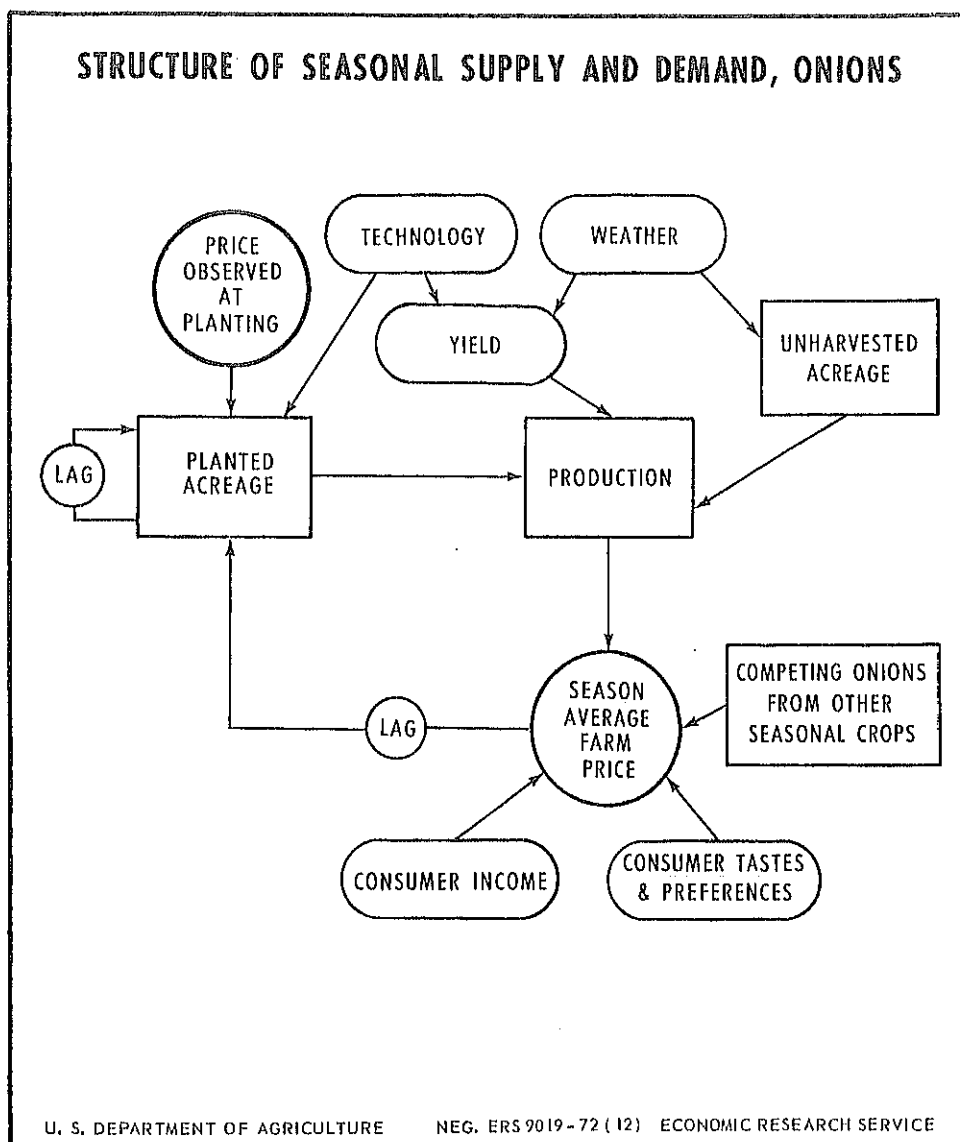 STRUCTURE OF SEASONAL SUPPLY AND DEMAND, ONIONS
TECHNOLOGY
WEATHER
PRICE
OBSERVED
AT
PLANTING
YIELD
UNHARVESTED
ACREAGE
LAG
PLANTED
ACREAGE
PRODUCTION
SEASON
AVERAGE
FARM
PRICE
COMPETING ONIONS
FROM OTHER
SEASONAL CROPS
LAG
CONSUMER INCOME
CONSUMER TASTES
& PREFERENCES
U. S. DEPARTMENT OF AGRICULTURE NEG. ERS 9019-72 (12) ECONOMIC RESEARCH SERVICE